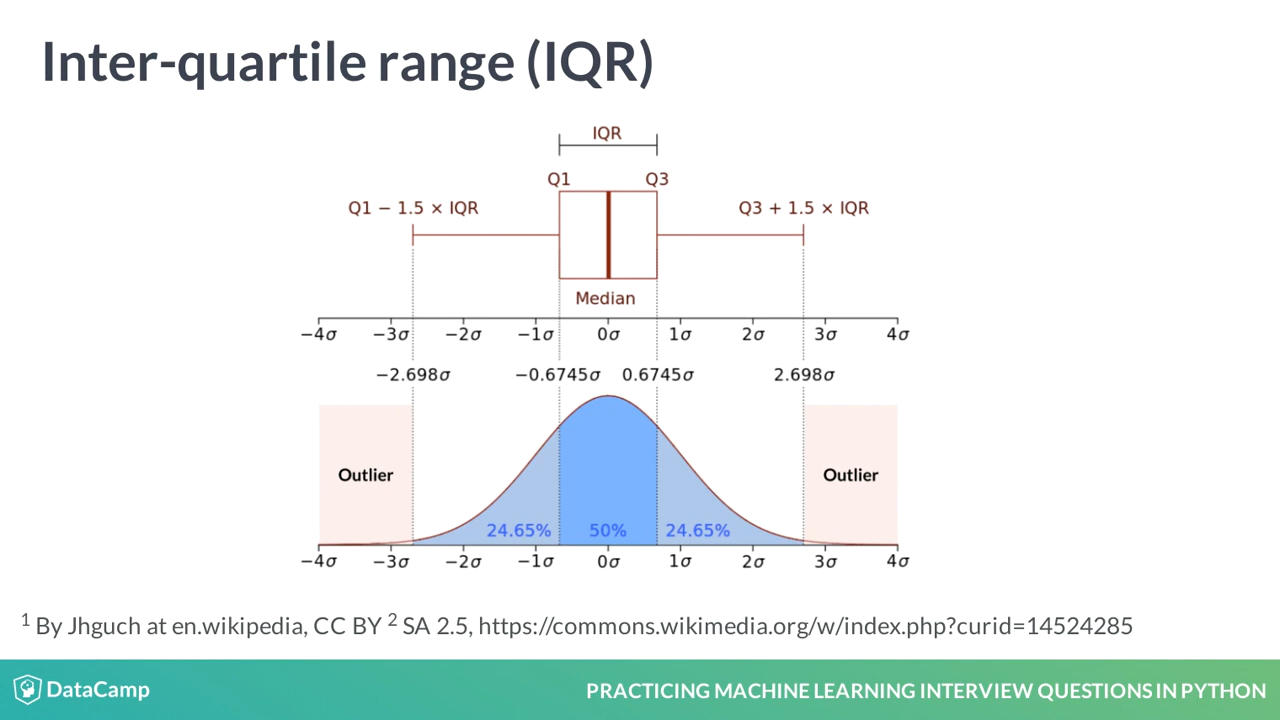 Inter-quartile range (IQR)
IQR
Q1 Q3
Q1 − 1.5 × IQR Q3 + 1.5 × IQR
Median
−4σ −3σ −2σ −1σ 0σ 1σ 2σ 3σ 4σ
−2.698σ −0.6745σ 0.6745σ 2.698σ
Outlier Outlier
24.65% 50% 24.65%
−4σ −3σ −2σ −1σ 0σ 1σ 2σ 3σ 4σ
1 By Jhguch at en.wikipedia, CC BY 2 SA 2.5, https://commons.wikimedia.org/w/index.php?curid=14524285
DataCamp PRACTICING MACHINE LEARNING INTERVIEW QUESTIONS IN PYTHON